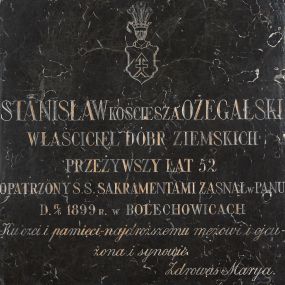 STANISŁAW KOŚCIESZA OŻEGALSKI
WŁAŚCICIEL DÓBR ZIEMSKICH
PRZEŻYWSZY LAT 52
OPATRZONY S.S. SAKRAMENTAMI ZASNĄŁ W PANU
D. 1899 R. W BOLECHOWICACH
Ku czci i pamięci najdroższemu mężowi i ojcu
żona i synowie.
Zdrowaś Marya.